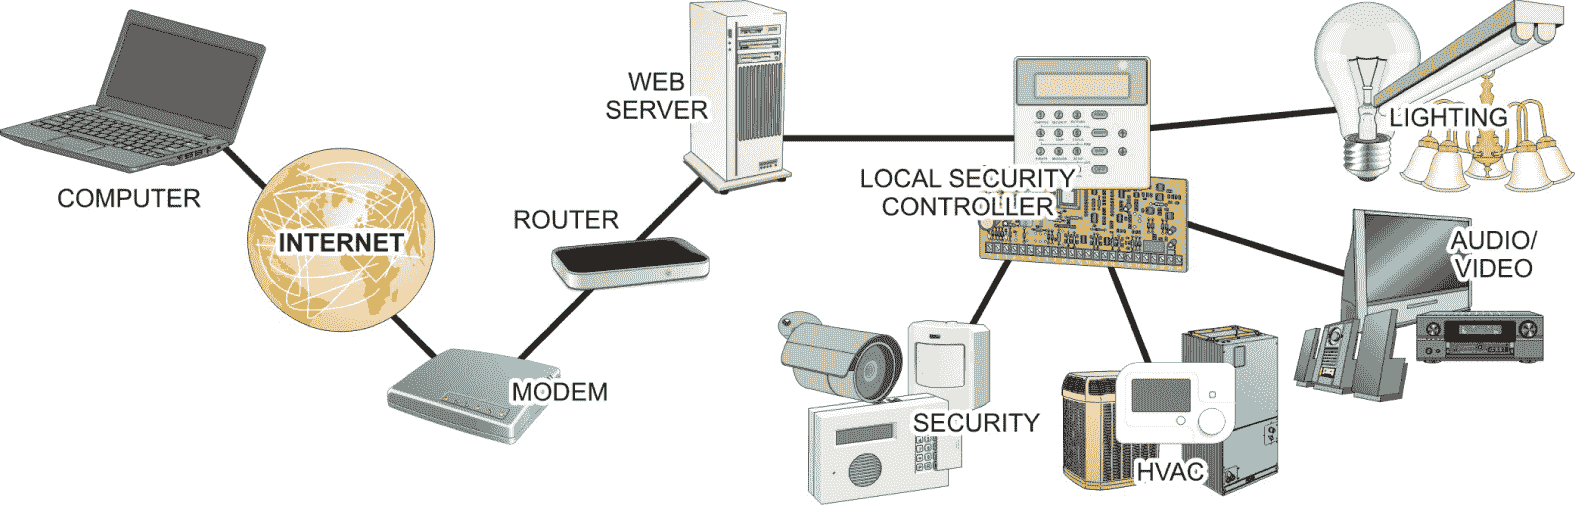 COMPUTER
INTERNET
MODEM
ROUTER
WEB
SERVER
LOCAL SECURITY
CONTROLLER
LIGHTING
AUDIO/
VIDEO
SECURITY
HVAC